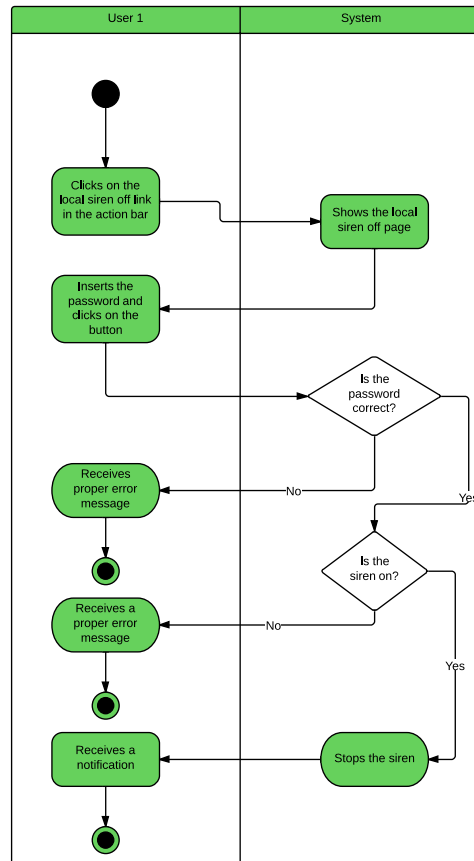 User 1
System
Clicks on the
local siren off link
in the action bar
Shows the local
siren off page
Inserts the
password and
clicks on the
button
Is the
password
correct?
Receives
proper error
message
No
Yes
Is the
siren on?
Receives a
proper error
message
No
Yes
Receives a
notification
Stops the siren